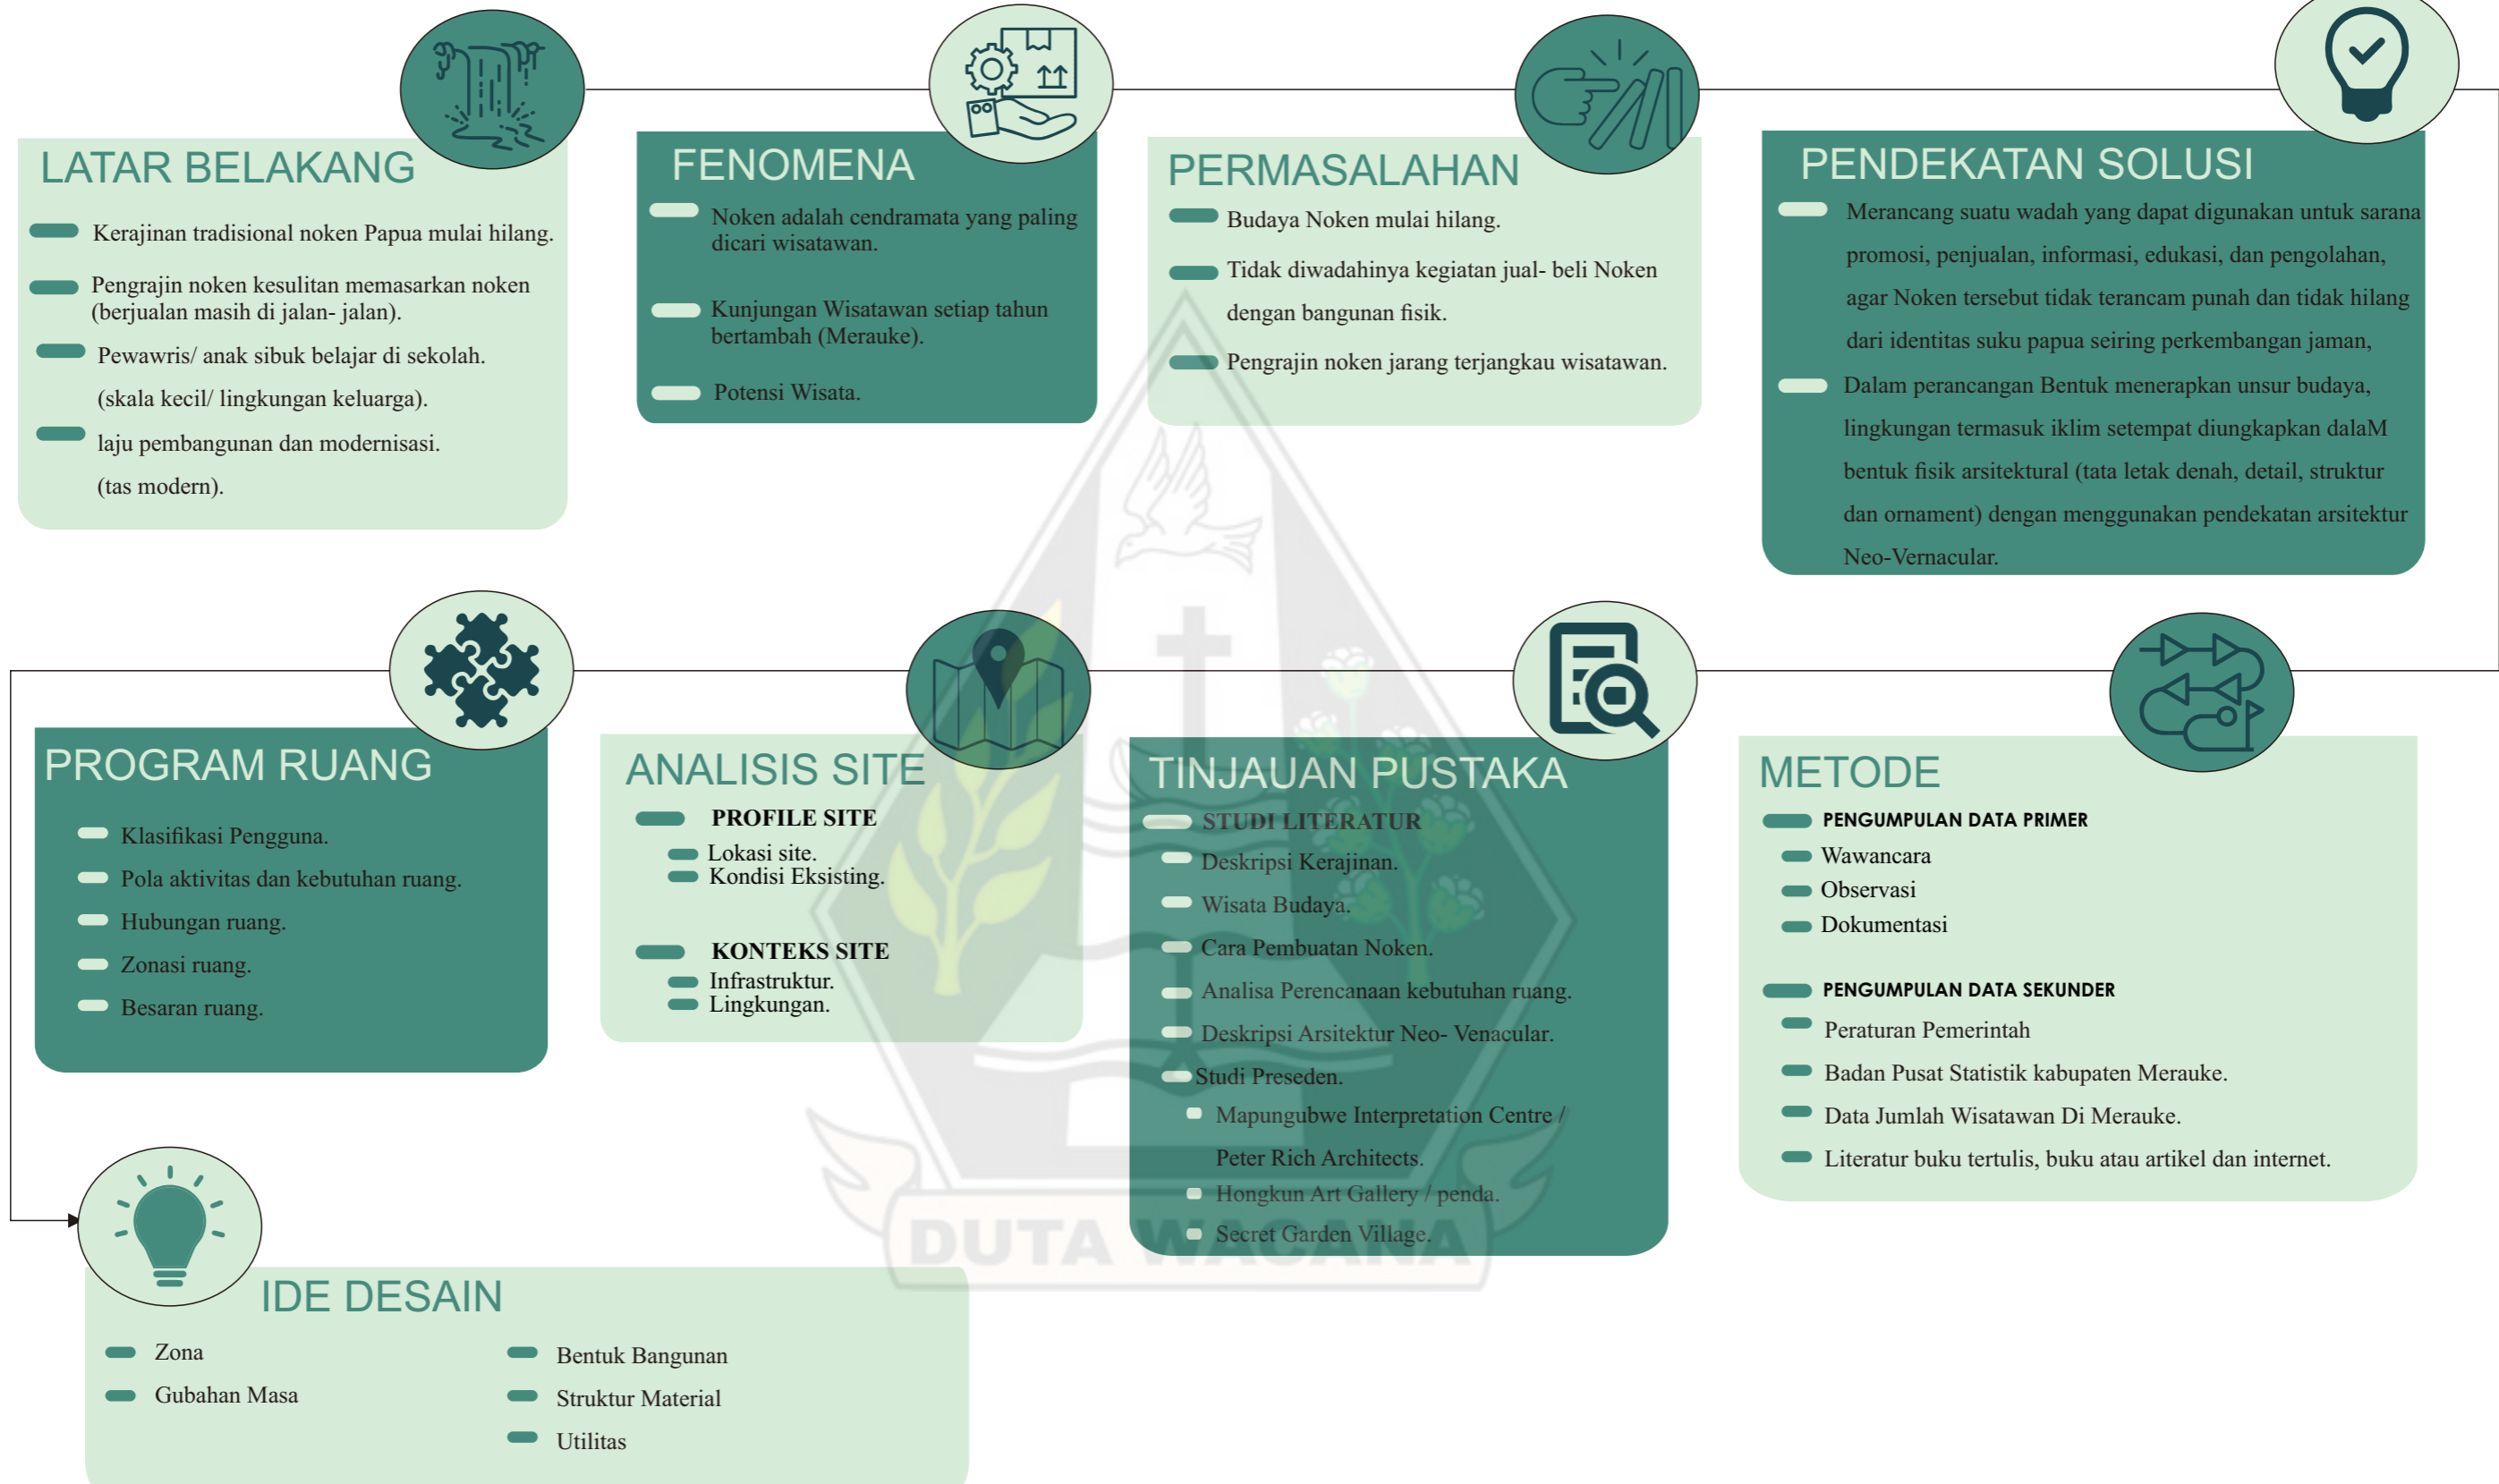 LATAR BELAKANG
Kerajinan tradisional noken Papua mulai hilang.
Pengrajin noken kesulitan memasarkan noken
(berjualan masih di jalan- jalan).
Pewawris/ anak sibuk belajar di sekolah.
(skala kecil/ lingkungan keluarga).
laju pembangunan dan modernisasi.
(tas modern).
FENOMENA
Noken adalah cendramata yang paling
dicari wisatawan.
Kunjungan Wisatawan setiap tahun
bertambah (Merauke).
Potensi Wisata.
PERMASALAHAN
Budaya Noken mulai hilang.
Tidak diwadahinya kegiatan jual- beli Noken
dengan bangunan fisik.
Pengrajin noken jarang terjangkau wisatawan.
PENDEKATAN SOLUSI
Merancang suatu wadah yang dapat digunakan untuk sarana
promosi, penjualan, informasi, edukasi, dan pengolahan,
agar Noken tersebut tidak terancam punah dan tidak hilang
dari identitas suku papua seiring perkembangan jaman,
Dalam perancangan Bentuk menerapkan unsur budaya,
lingkungan termasuk iklim setempat diungkapkan dalaM
bentuk fisik arsitektural (tata letak denah, detail, struktur
dan ornament) dengan menggunakan pendekatan arsitektur
Neo-Vernacular.
METODE
PENGUMPULAN DATA PRIMER
Wawancara
Observasi
Dokumentasi
PENGUMPULAN DATA SEKUNDER
Peraturan Pemerintah
Badan Pusat Statistik kabupaten Merauke.
Data Jumlah Wisatawan Di Merauke.
Literatur buku tertulis, buku atau artikel dan internet.
TINJAUAN PUSTAKA
STUDI LITERATUR
Deskripsi Kerajinan.
Wisata Budaya.
Cara Pembuatan Noken.
Analisa Perencanaan kebutuhan ruang.
Deskripsi Arsitektur Neo- Venacular.
Studi Preseden.
Mapungubwe Interpretation Centre /
Peter Rich Architects.
Hongkun Art Gallery / penda.
Secret Garden Village.
ANALISIS SITE
PROFILE SITE
Lokasi site.
Kondisi Eksisting.
KONTEKS SITE
Infrastruktur.
Lingkungan.
PROGRAM RUANG
Klasifikasi Pengguna.
Pola aktivitas dan kebutuhan ruang.
Hubungan ruang.
Zonasi ruang.
Besaran ruang.
IDE DESAIN
Zona
Gubahan Masa
Bentuk Bangunan
Struktur Material
Utilitas
DUTA WACANA